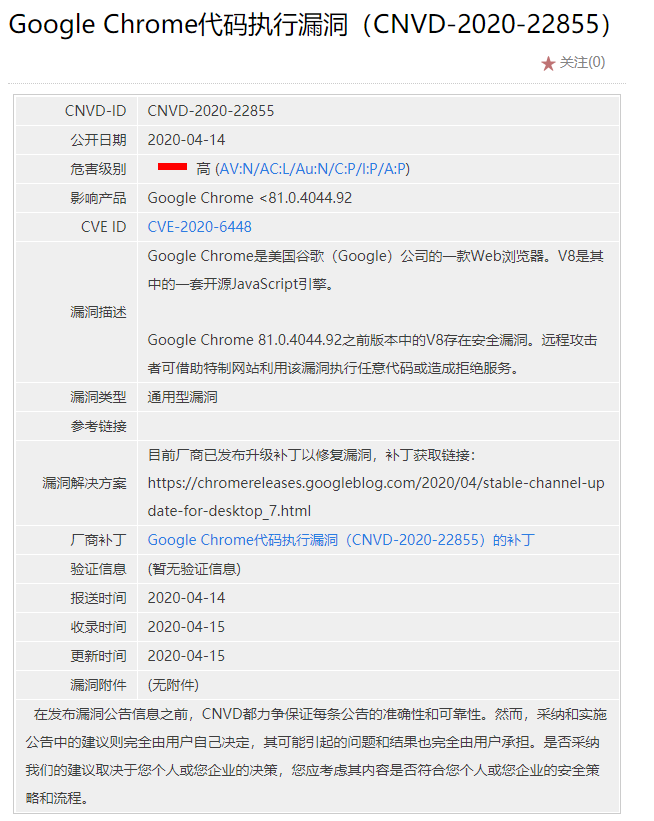 Google Chrome代码执行漏洞（CNVD-2020-22855）
★ 关注(0)
CNVD-ID CNVD-2020-22855
公开日期 2020-04-14
危害级别 高 (AV:N/AC:L/Au:N/C:P/I:P/A:P)
影响产品 Google Chrome <81.0.4044.92
CVE ID CVE-2020-6448
漏洞描述
Google Chrome是美国谷歌（Google）公司的一款Web浏览器。V8是其
中的一套开源JavaScript引擎。
Google Chrome 81.0.4044.92之前版本中的V8存在安全漏洞。远程攻击
者可借助特制网站利用该漏洞执行任意代码或造成拒绝服务。
漏洞类型 通用型漏洞
参考链接
漏洞解决方案
目前厂商已发布升级补丁以修复漏洞，补丁获取链接：
https://chromereleases.googleblog.com/2020/04/stable-channel-up
date-for-desktop_7.html
厂商补丁 Google Chrome代码执行漏洞（CNVD-2020-22855）的补丁
验证信息 (暂无验证信息)
报送时间 2020-04-14
收录时间 2020-04-15
更新时间 2020-04-15
漏洞附件 (无附件)
在发布漏洞公告信息之前，CNVD都力争保证每条公告的准确性和可靠性。然而，采纳和实施
公告中的建议则完全由用户自己决定，其可能引起的问题和结果也完全由用户承担。是否采纳
我们的建议取决于您个人或您企业的决策，您应考虑其内容是否符合您个人或您企业的安全策
略和流程。